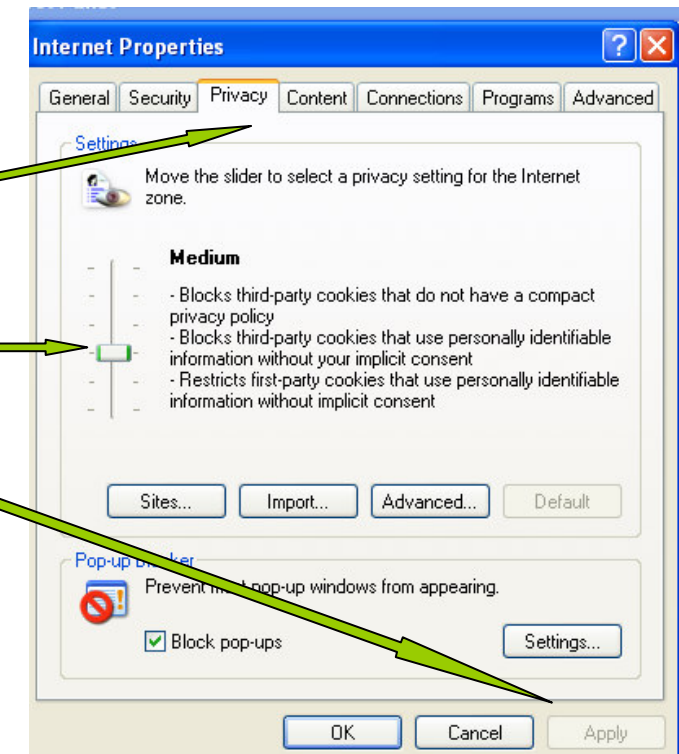 Internet Properties
General Security Privacy Content Connections Programs Advanced
Settings
Move the slider to select a privacy setting for the Internet
zone.
Medium
- Blocks third-party cookies that do not have a compact
privacy policy
- Blocks third-party cookies that use personally identifiable
information without your implicit consent
- Restricts first-party cookies that use personally identifiable
information without implicit consent
Sites... Import... Advanced... Default
Pop-up Blocker
Prevent most pop-up windows from appearing.
Block pop-ups
Settings...
OK Cancel Apply